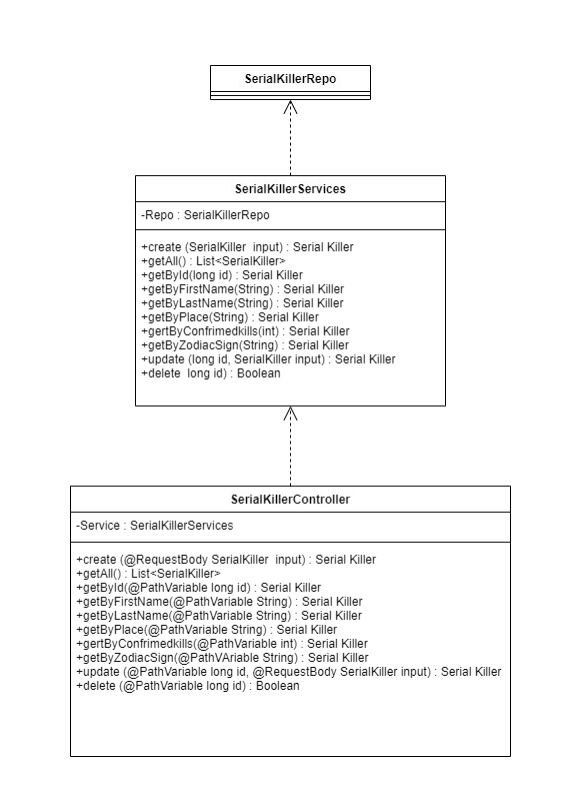 SerialKillerRepo
SerialKillerServices
-Repo : SerialKillerRepo
+create (SerialKiller  input) : Serial Killer
+getAll() : List<SerialKiller>
+getById(long id) : Serial Killer
+getByFirstName(String) : Serial Killer
+getByLastName(String) : Serial Killer
+getByPlace(String) : Serial Killer
+gertByConfrimedkills(int) : Serial Killer
+getByZodiacSign(String) : Serial Killer
+update (long id, SerialKiller input) : Serial Killer
+delete  long id) : Boolean
SerialKillerController
-Service : SerialKillerServices
+create (@RequestBody SerialKiller  input) : Serial Killer
+getAll() : List<SerialKiller>
+getById(@PathVariable long id) : Serial Killer
+getByFirstName(@PathVariable String) : Serial Killer
+getByLastName(@PathVariable String) : Serial Killer
+getByPlace(@PathVariable String) : Serial Killer
+gertByConfrimedkills(@PathVariable int) : Serial Killer
+getByZodiacSign(@PathVAriable String) : Serial Killer
+update (@PathVariable long id, @RequestBody SerialKiller input) : Serial Killer
+delete (@PathVariable long id) : Boolean